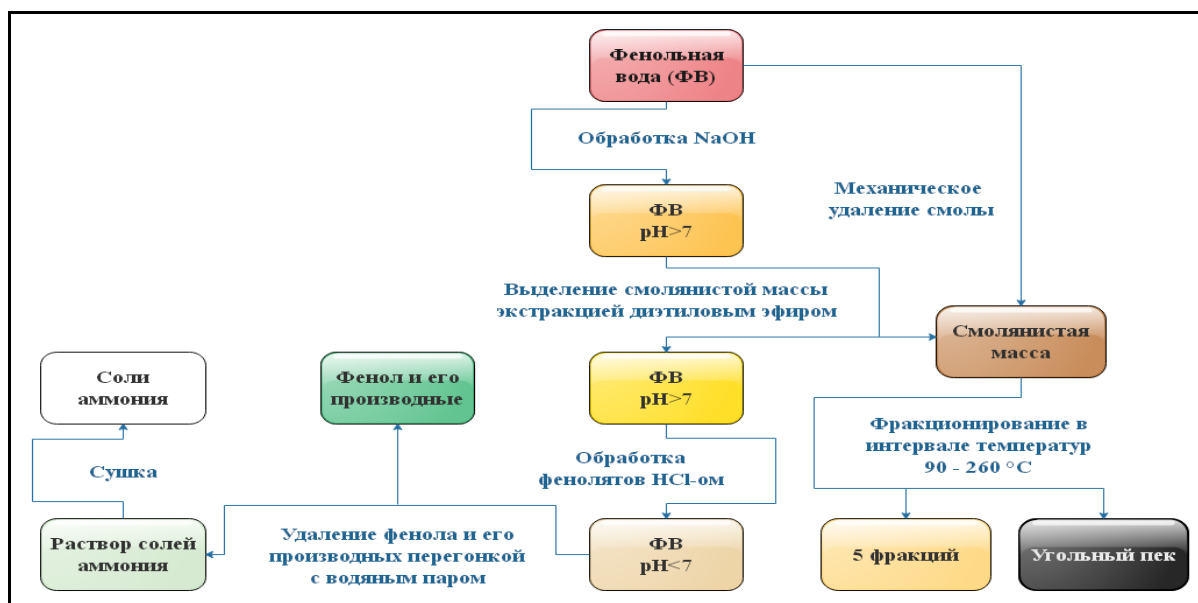 Фенольная
вода (ФВ)
Обработка NaOH
Механическое
удаление смолы
ФВ
pH>7
Выделение смолянистой массы
экстракцией диэтиловым эфиром
Смолянистая
масса
Соли
аммония
Фенол и его
производные
ФВ
pH>7
Фракционирование в
интервале температур
90 - 260 °C
Сушка
Обработка
фенолятов HCl-ом
Раствор солей
аммония
Удаление фенола и его
производных перегонкой
с водяным паром
ФВ
pH<7
5 фракций
Угольный пек